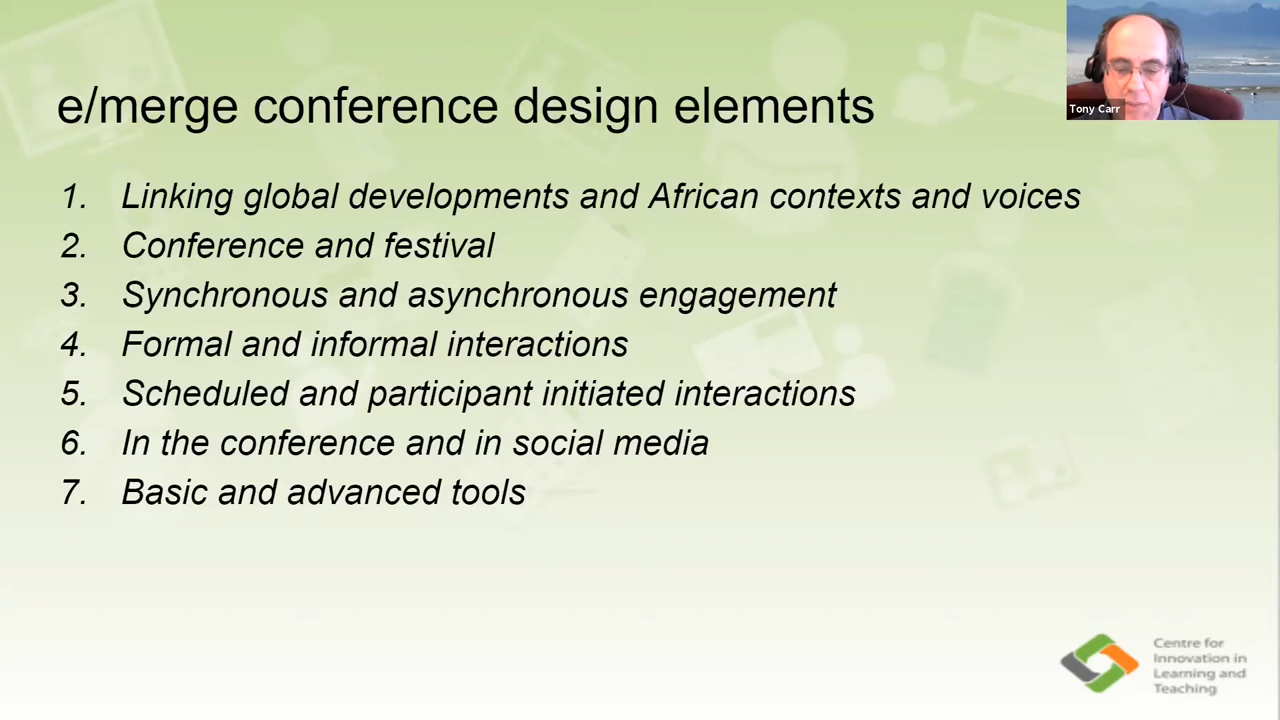 e/merge conference design elements
Tony Carr
1. Linking global developments and African contexts and voices
2. Conference and festival
3. Synchronous and asynchronous engagement
4. Formal and informal interactions
5. Scheduled and participant initiated interactions
6. In the conference and in social media
7. Basic and advanced tools
Centre for
Innovation in
Learning and
Teaching